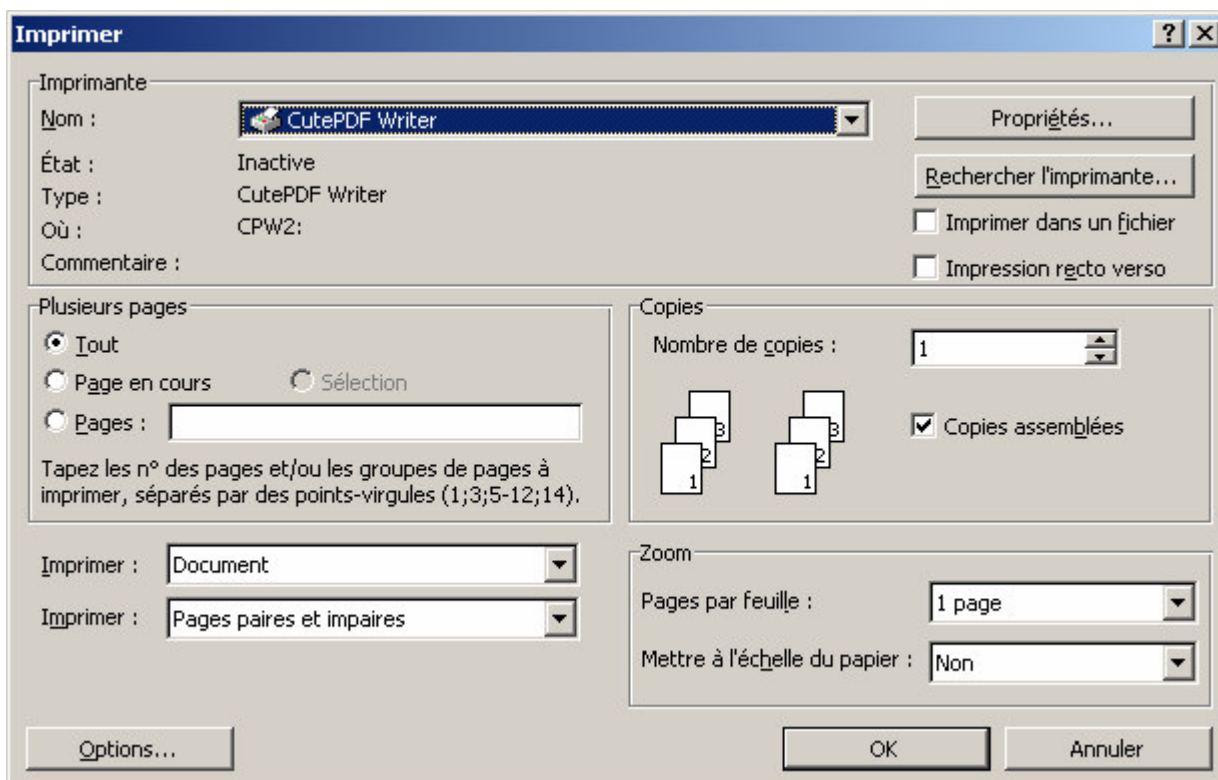 Imprimer
Imprimante
Nom :
CutePDF Writer
Propriétés...
État :
Inactive
Rechercher l'imprimante...
Type :
CutePDF Writer
Où :
CPW2:
Imprimer dans un fichier
Commentaire :
Impression recto verso
Plusieurs pages
Tout
Page en cours
Sélection
Pages :
Tapez les n° des pages et/ou les groupes de pages à
imprimer, séparés par des points-virgules (1;3;5-12;14).
Copies
Nombre de copies :
1
3
2
1
3
2
1
Copies assemblées
Imprimer :
Document
Imprimer :
Pages paires et impaires
Zoom
Pages par feuille :
1 page
Mettre à l'échelle du papier :
Non
Options...
OK
Annuler